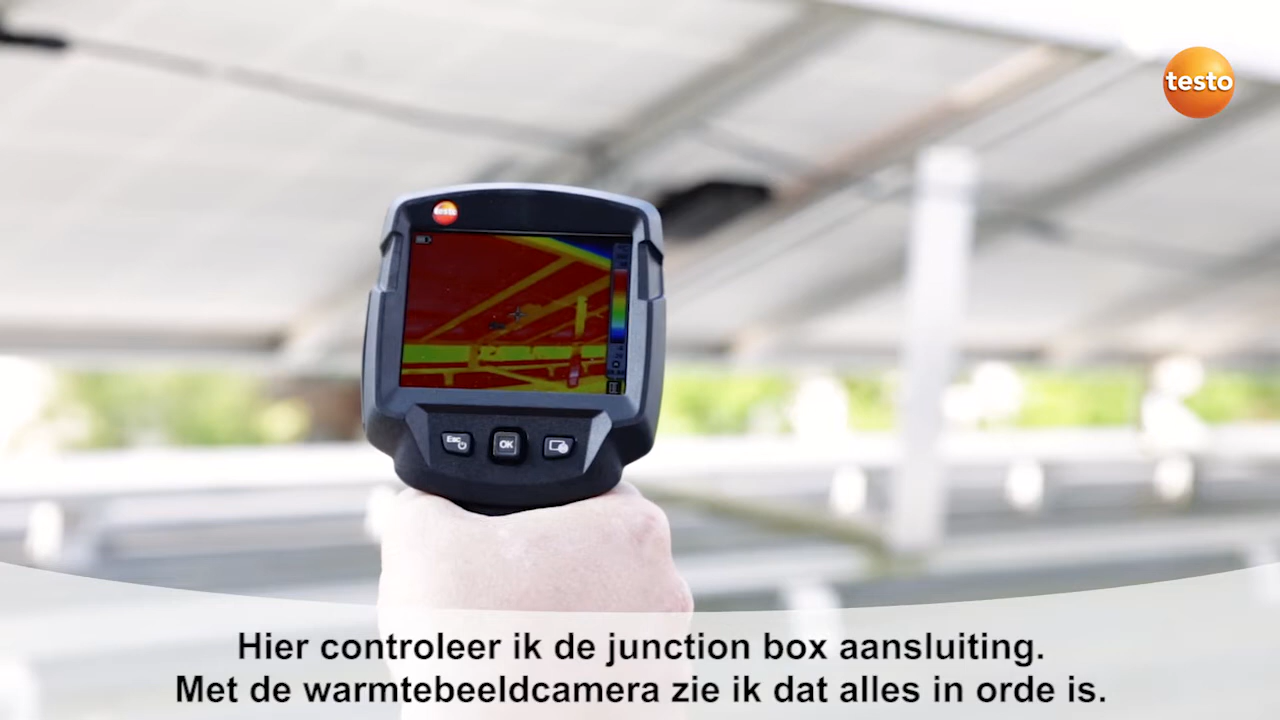 testo
testo
Esc
OK
Hier controleer ik de junction box aansluiting.
Met de warmtebeeldcamera zie ik dat alles in orde is.